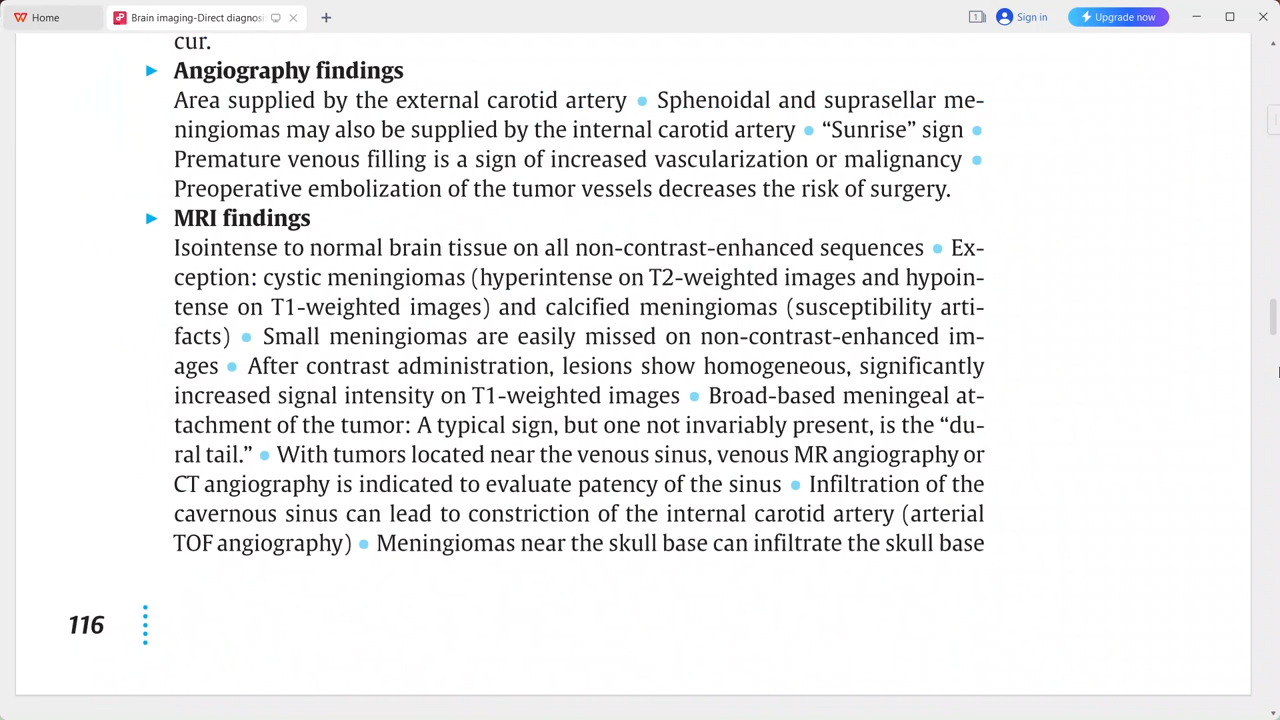 Home
Brain imaging-Direct diagnosi
Sign in
Upgrade now
cur.
Angiography findings
Area supplied by the external carotid artery • Sphenoidal and suprasellar me-
ningiomas may also be supplied by the internal carotid artery • “Sunrise” sign •
Premature venous filling is a sign of increased vascularization or malignancy •
Preoperative embolization of the tumor vessels decreases the risk of surgery.
MRI findings
Isointense to normal brain tissue on all non-contrast-enhanced sequences • Ex-
ception: cystic meningiomas (hyperintense on T2-weighted images and hypoin-
tense on T1-weighted images) and calcified meningiomas (susceptibility arti-
facts) • Small meningiomas are easily missed on non-contrast-enhanced im-
ages • After contrast administration, lesions show homogeneous, significantly
increased signal intensity on T1-weighted images • Broad-based meningeal at-
tachment of the tumor: A typical sign, but one not invariably present, is the “du-
ral tail.” • With tumors located near the venous sinus, venous MR angiography or
CT angiography is indicated to evaluate patency of the sinus • Infiltration of the
cavernous sinus can lead to constriction of the internal carotid artery (arterial
TOF angiography) • Meningiomas near the skull base can infiltrate the skull base
116